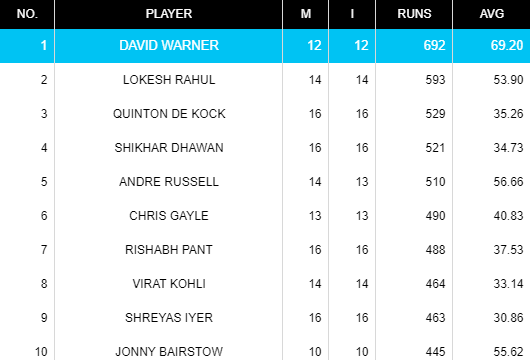 NO. PLAYER M I RUNS AVG
1 DAVID WARNER 12 12 692 69.20
2 LOKESH RAHUL 14 14 593 53.90
3 QUINTON DE KOCK 16 16 529 35.26
4 SHIKHAR DHAWAN 16 16 521 34.73
5 ANDRE RUSSELL 14 13 510 56.66
6 CHRIS GAYLE 13 13 490 40.83
7 RISHABH PANT 16 16 488 37.53
8 VIRAT KOHLI 14 14 464 33.14
9 SHREYAS IYER 16 16 463 30.86
10 JONNY BAIRSTOW 10 10 445 55.62